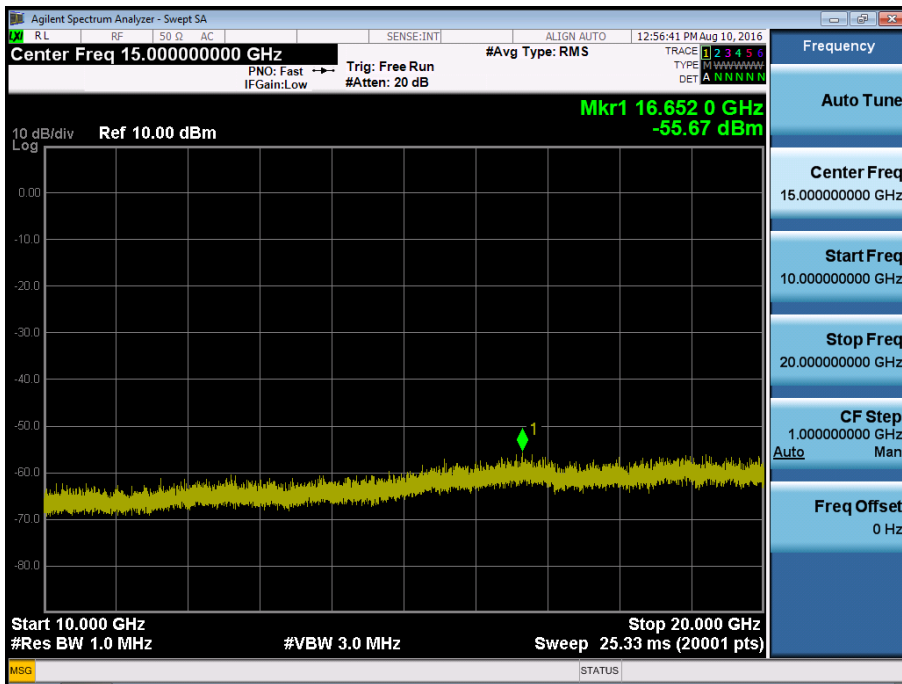 Agilent Spectrum Analyzer - Swept SA
LXI RL RF 50 Ω AC SENSE:INT ALIGN AUTO 12:56:41 PM Aug 10, 2016
Center Freq 15.000000000 GHz
PNO: Fast
IFGain:Low
Trig: Free Run
#Atten: 20 dB
#Avg Type: RMS
TRACE 1 2 3 4 5 6
TYPE M WWWWW
DET A N N N N N
Mkr1 16.652 0 GHz
-55.67 dBm
10 dB/div Ref 10.00 dBm
Log
0.00
-10.0
-20.0
-30.0
-40.0
-50.0
1
-60.0
-70.0
-80.0
Start 10.000 GHz Stop 20.000 GHz
#Res BW 1.0 MHz #VBW 3.0 MHz Sweep 25.33 ms (20001 pts)
MSG STATUS
Frequency
Auto Tune
Center Freq
15.000000000 GHz
Start Freq
10.000000000 GHz
Stop Freq
20.000000000 GHz
CF Step
1.000000000 GHz
Auto Man
Freq Offset
0 Hz